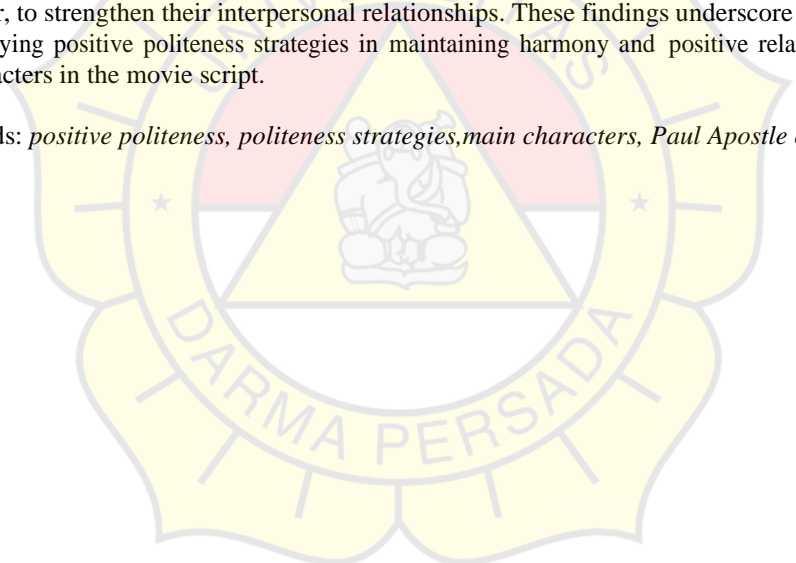 r, to strengthen their interpersonal relationships. These findings underscore
ying positive politeness strategies in maintaining harmony and positive rela
acters in the movie script.
ds: positive politeness, politeness strategies,main characters, Paul Apostle
UNIVERSITAS
DARMA PERSADA